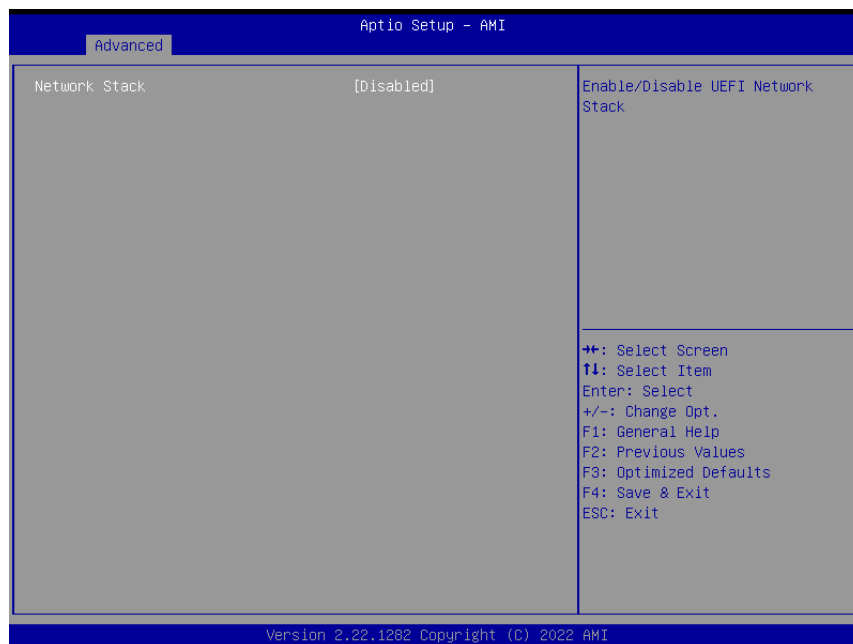 Aptio Setup – AMI
Advanced
Network Stack [Disabled]
Enable/Disable UEFI Network
Stack
→←: Select Screen
↑↓: Select Item
Enter: Select
+/-: Change Opt.
F1: General Help
F2: Previous Values
F3: Optimized Defaults
F4: Save & Exit
ESC: Exit
Version 2.22.1282 Copyright (C) 2022 AMI